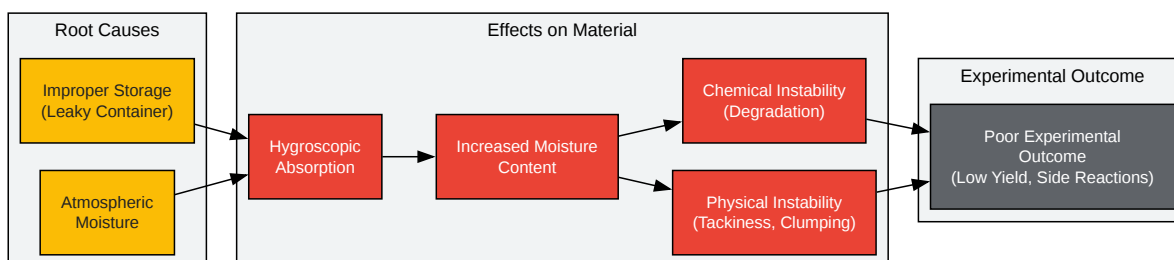 Root Causes
Improper Storage
(Leaky Container)
Atmospheric
Moisture
Effects on Material
Hygroscopic
Absorption
Increased Moisture
Content
Chemical Instability
(Degradation)
Physical Instability
(Tackiness, Clumping)
Experimental Outcome
Poor Experimental
Outcome
(Low Yield, Side Reactions)